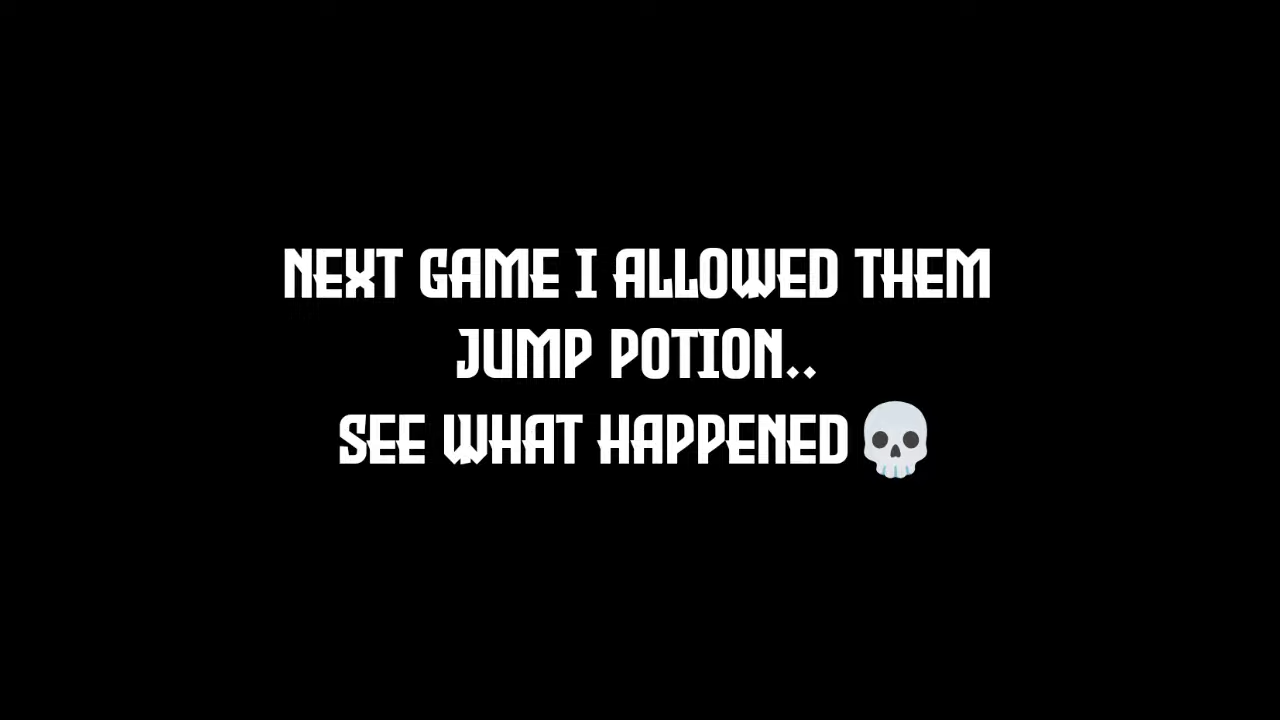 NEXT GAME I ALLOWED THEM
JUMP POTION..
SEE WHAT HAPPENED💀